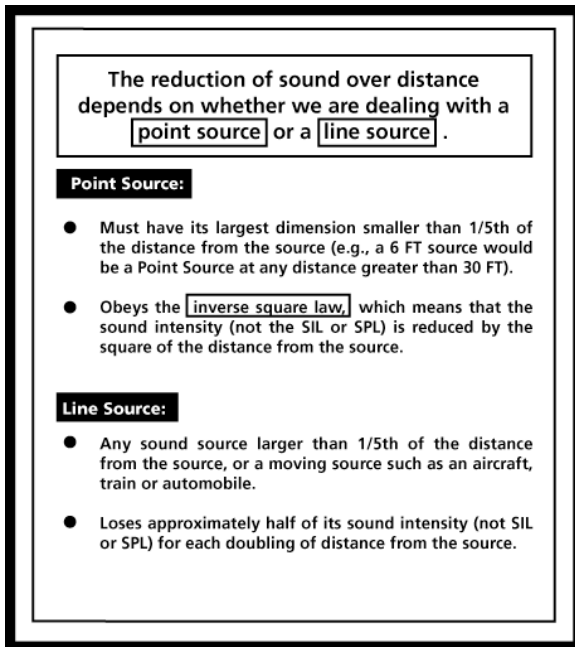 The reduction of sound over distance
depends on whether we are dealing with a
point source or a line source .
Point Source:
● Must have its largest dimension smaller than 1/5th of
the distance from the source (e.g., a 6 FT source would
be a Point Source at any distance greater than 30 FT).
● Obeys the inverse square law, which means that the
sound intensity (not the SIL or SPL) is reduced by the
square of the distance from the source.
Line Source:
● Any sound source larger than 1/5th of the distance
from the source, or a moving source such as an aircraft,
train or automobile.
● Loses approximately half of its sound intensity (not SIL
or SPL) for each doubling of distance from the source.